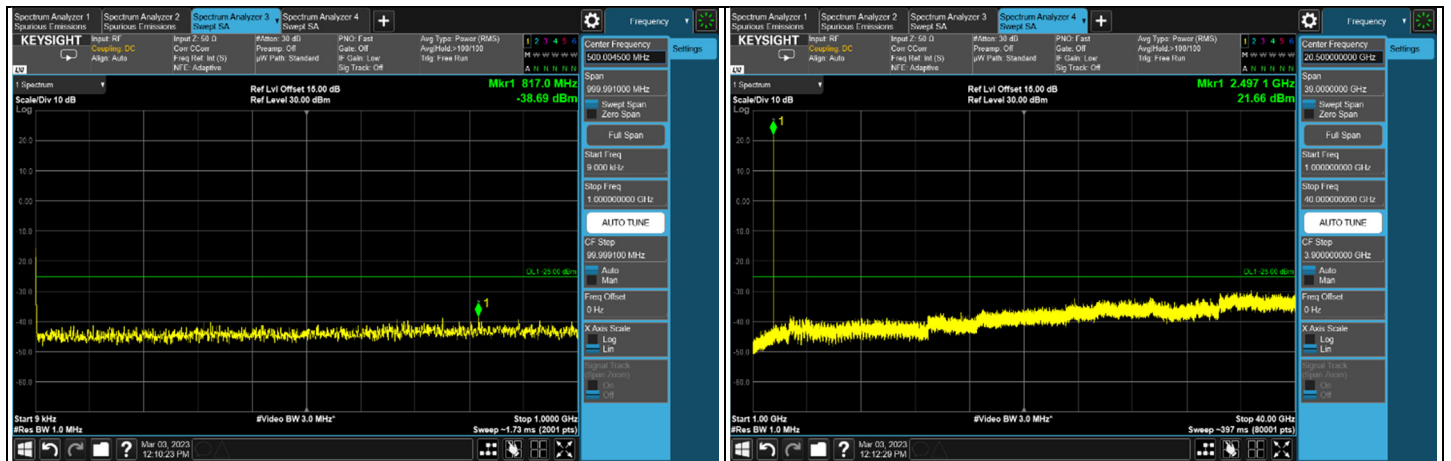 Spectrum Analyzer 1
Spurious Emissions
Spectrum Analyzer 2
Spurious Emissions
Spectrum Analyzer 3
Swept SA
Spectrum Analyzer 4
Swept SA
Frequency
KEYSIGHT
Input: RF
Coupling: DC
Align: Auto
Input Z: 50 Ω
Corr CCorr
Freq Ref: Int (S)
NFE: Adaptive
#Atten: 30 dB
Preamp: Off
µW Path: Standard
PNO: Fast
Gate: Off
IF Gain: Low
Sig Track: Off
Avg Type: Power (RMS)
Avg|Hold:>100/100
Trig: Free Run
1 2 3 4 5 6
M W W W W W
A N N N N N
LXI
1 Spectrum
Scale/Div 10 dB
Log
Ref Lvl Offset 15.00 dB
Ref Level 30.00 dBm
Mkr1 817.0 MHz
-38.69 dBm
1
20.0
10.0
0.00
-10.0
-20.0
-30.0
-40.0
-50.0
-60.0
DL1 -25.00 dBm
1
Start 9 kHz
#Res BW 1.0 MHz
#Video BW 3.0 MHz*
Stop 1.0000 GHz
Sweep ~1.73 ms (2001 pts)
Mar 03, 2023
12:10:23 PM
Center Frequency
500.004500 MHz
Settings
Span
999.991000 MHz
Swept Span
Zero Span
Full Span
Start Freq
9.000 kHz
Stop Freq
1.000000000 GHz
AUTO TUNE
CF Step
99.999100 MHz
Auto
Man
Freq Offset
0 Hz
X Axis Scale
Log
Lin
Signal Track
(Span Zoom)
On
Off
Spectrum Analyzer 1
Spurious Emissions
Spectrum Analyzer 2
Spurious Emissions
Spectrum Analyzer 3
Swept SA
Spectrum Analyzer 4
Swept SA
Frequency
KEYSIGHT
Input: RF
Coupling: DC
Align: Auto
Input Z: 50 Ω
Corr CCorr
Freq Ref: Int (S)
NFE: Adaptive
#Atten: 30 dB
Preamp: Off
µW Path: Standard
PNO: Fast
Gate: Off
IF Gain: Low
Sig Track: Off
Avg Type: Power (RMS)
Avg|Hold:>100/100
Trig: Free Run
1 2 3 4 5 6
M W W W W W
A N N N N N
LXI
1 Spectrum
Scale/Div 10 dB
Log
Ref Lvl Offset 15.00 dB
Ref Level 30.00 dBm
Mkr1 2.497 1 GHz
21.66 dBm
1
20.0
10.0
0.00
-10.0
-20.0
-30.0
-40.0
-50.0
-60.0
DL1 -25.00 dBm
Start 1.00 GHz
#Res BW 1.0 MHz
#Video BW 3.0 MHz*
Stop 40.00 GHz
Sweep ~397 ms (80001 pts)
Mar 03, 2023
12:12:29 PM
Center Frequency
20.500000000 GHz
Settings
Span
39.0000000 GHz
Swept Span
Zero Span
Full Span
Start Freq
1.000000000 GHz
Stop Freq
40.000000000 GHz
AUTO TUNE
CF Step
3.900000000 GHz
Auto
Man
Freq Offset
0 Hz
X Axis Scale
Log
Lin
Signal Track
(Span Zoom)
On
Off